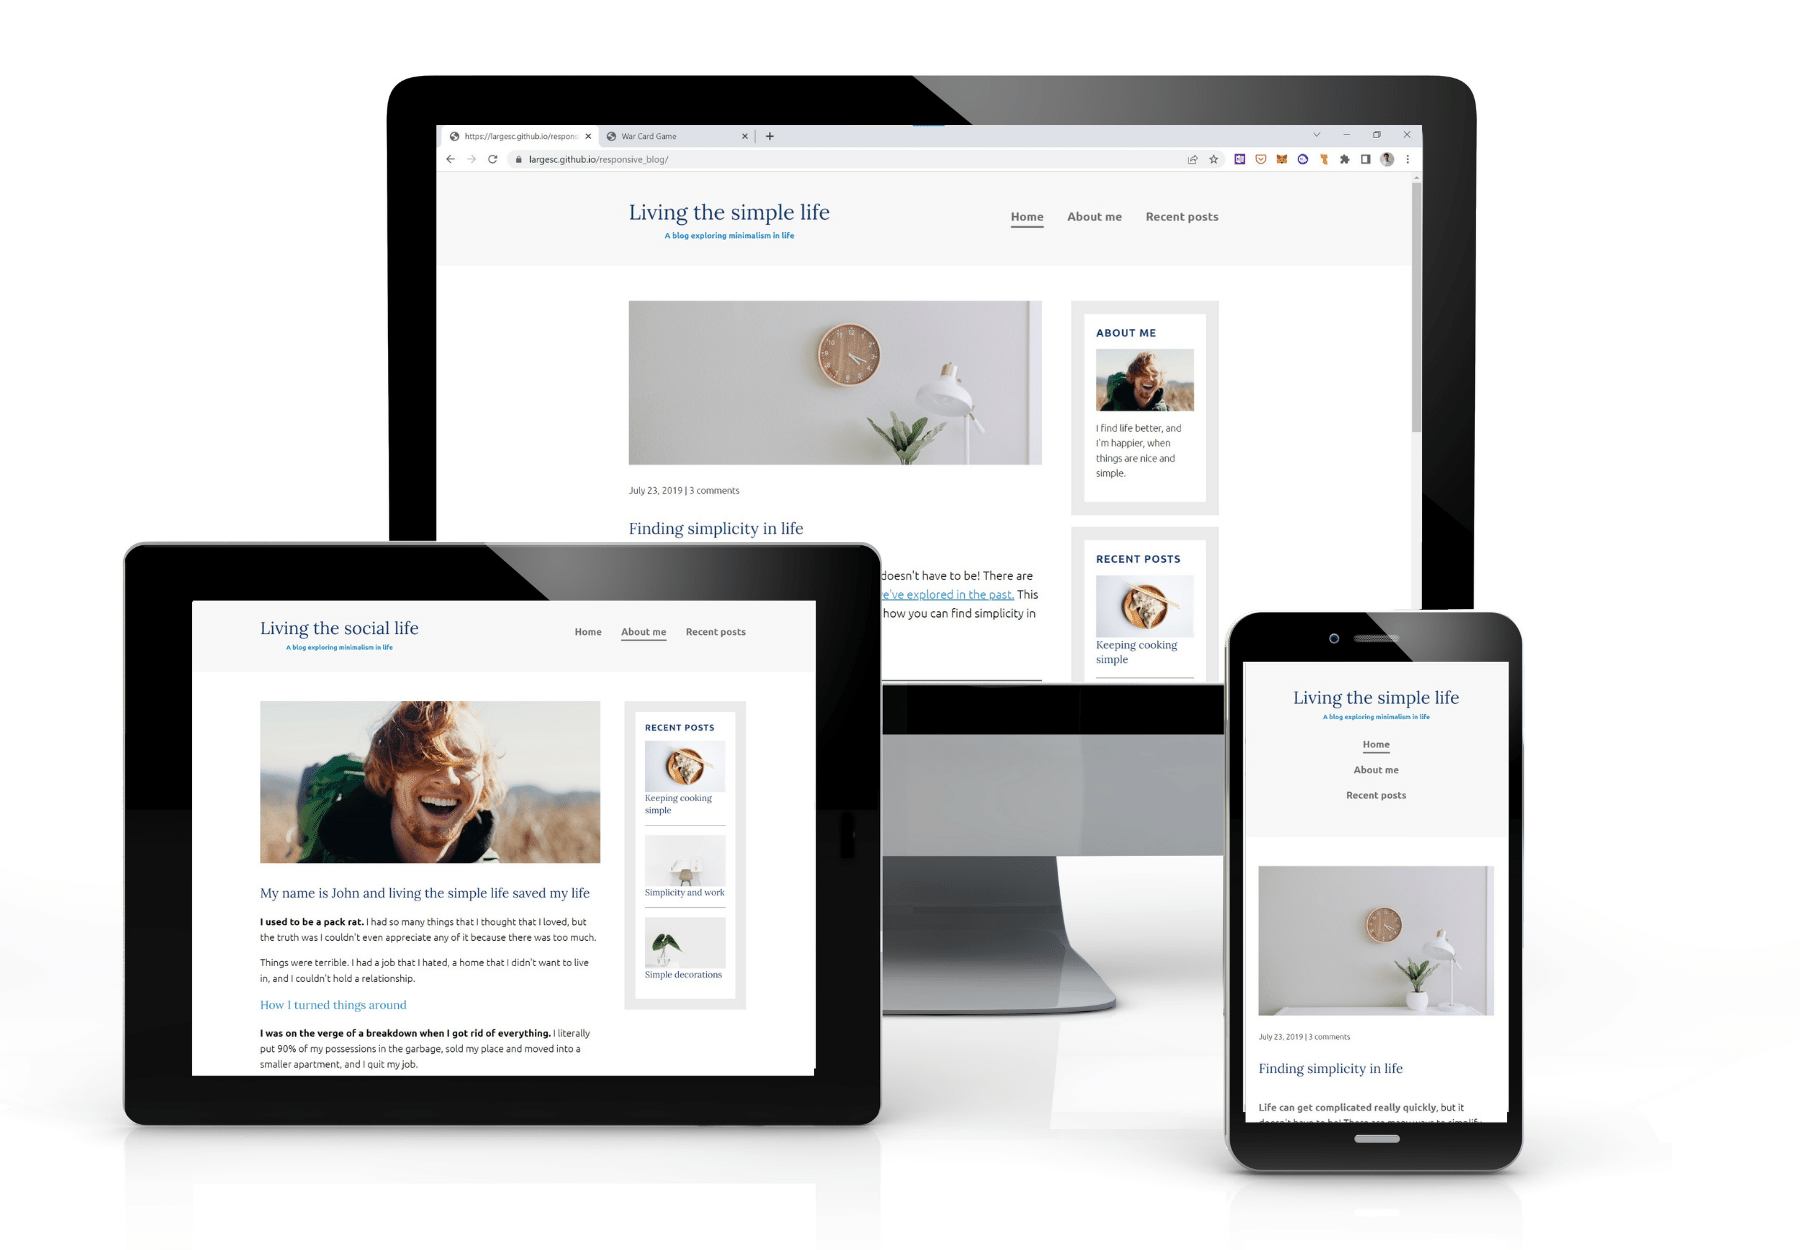 https://largesc.github.io/respons
War Card Game
largesc.github.io/responsive_blog/
Living the simple life
A blog exploring minimalism in life
Home About me Recent posts
July 23, 2019 | 3 comments
Finding simplicity in life
doesn't have to be! There are
e've explored in the past. This
how you can find simplicity in
ABOUT ME
I find life better, and
I'm happier, when
things are nice and
simple.
RECENT POSTS
Keeping cooking
simple
Living the social life
A blog exploring minimalism in life
Home About me Recent posts
My name is John and living the simple life saved my life
I used to be a pack rat. I had so many things that I thought that I loved, but
the truth was I couldn't even appreciate any of it because there was too much.
Things were terrible. I had a job that I hated, a home that I didn't want to live
in, and I couldn't hold a relationship.
How I turned things around
I was on the verge of a breakdown when I got rid of everything. I literally
put 90% of my possessions in the garbage, sold my place and moved into a
smaller apartment, and I quit my job.
RECENT POSTS
Keeping cooking
simple
Simplicity and work
Simple decorations
Living the simple life
A blog exploring minimalism in life
Home
About me
Recent posts
July 23, 2019 | 3 comments
Finding simplicity in life
Life can get complicated really quickly, but it
doesn't have to be! There are many ways to simplify